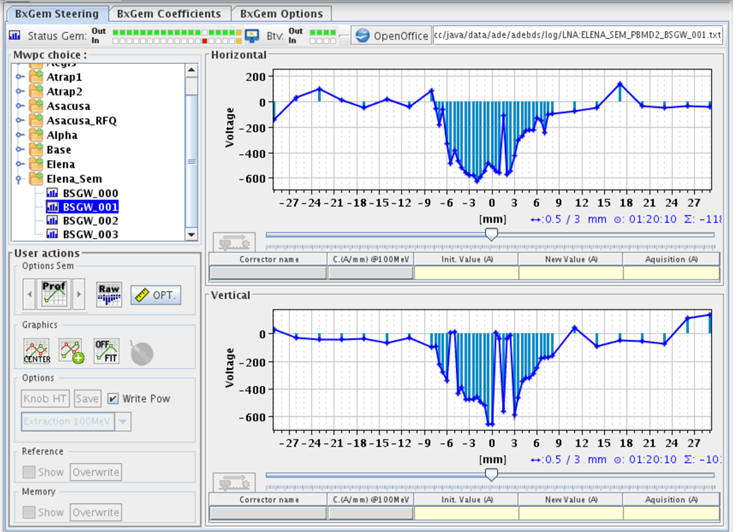 BxGem Steering BxGem Coefficients BxGem Options
Status Gem: Out In Btv: Out In OpenOffice cc/java/data/ade/adebds/log/LNA:ELENA_SEM_PBMD2_BSGW_001.txt
Mwpc choice :
Aegis
Atrap1
Atrap2
Asacusa
Asacusa_RFQ
Alpha
Base
Elena
Elena_Sem
BSGW_000
BSGW_001
BSGW_002
BSGW_003
User actions
Options Sem
Prof Raw OPT.
Graphics
CENTER OFF FIT
Options
Knob HT Save Write Pow
Extraction 100MeV
Reference
Show Overwrite
Memory
Show Overwrite
Horizontal
Voltage
200
0
-200
-400
-600
-27 -24 -21 -18 -15 -12 -9 -6 -3 0 3 6 9 12 15 18 21 24 27
[mm] ↔:0.5 / 3 mm ⊙: 01:20:10 Σ: -118
Corrector name C.(A/mm) @100MeV Init. Value (A) New Value (A) Aquisition (A)
Vertical
Voltage
0
-200
-400
-600
-27 -24 -21 -18 -15 -12 -9 -6 -3 0 3 6 9 12 15 18 21 24 27
[mm] ↔:0.5 / 3 mm ⊙: 01:20:10 Σ: -10
Corrector name C.(A/mm) @100MeV Init. Value (A) New Value (A) Aquisition (A)